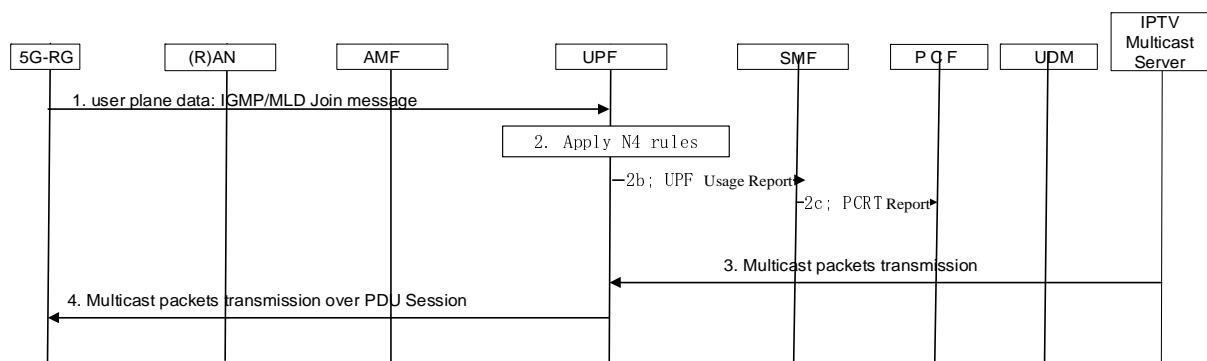 IPTV
Multicast
Server
5G-RG
(R)AN
AMF
UPF
SMF
PCF
UDM
1. user plane data: IGMP/MLD Join message
2. Apply N4 rules
2b; UPF Usage Report
2c; PCRT Report
3. Multicast packets transmission
4. Multicast packets transmission over PDU Session